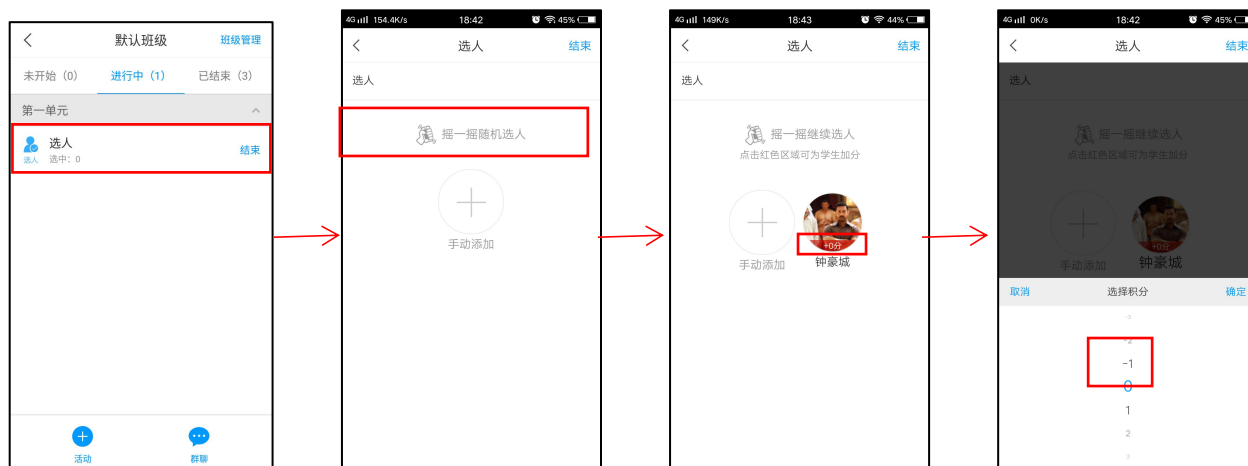 默认班级
班级管理
未开始（0）
进行中（1）
已结束（3）
第一单元
选人
选人
选中：0
结束
活动
群聊
4G 154.4K/s
18:42
45%
选人
结束
选人
摇一摇随机选人
手动添加
4G 149K/s
18:43
44%
选人
结束
选人
摇一摇继续选人
点击红色区域可为学生加分
+0分
手动添加
钟豪城
4G 0K/s
18:42
45%
选人
结束
选人
摇一摇继续选人
点击红色区域可为学生加分
+0分
手动添加
钟豪城
取消
选择积分
确定
-3
-2
-1
0
1
2
3